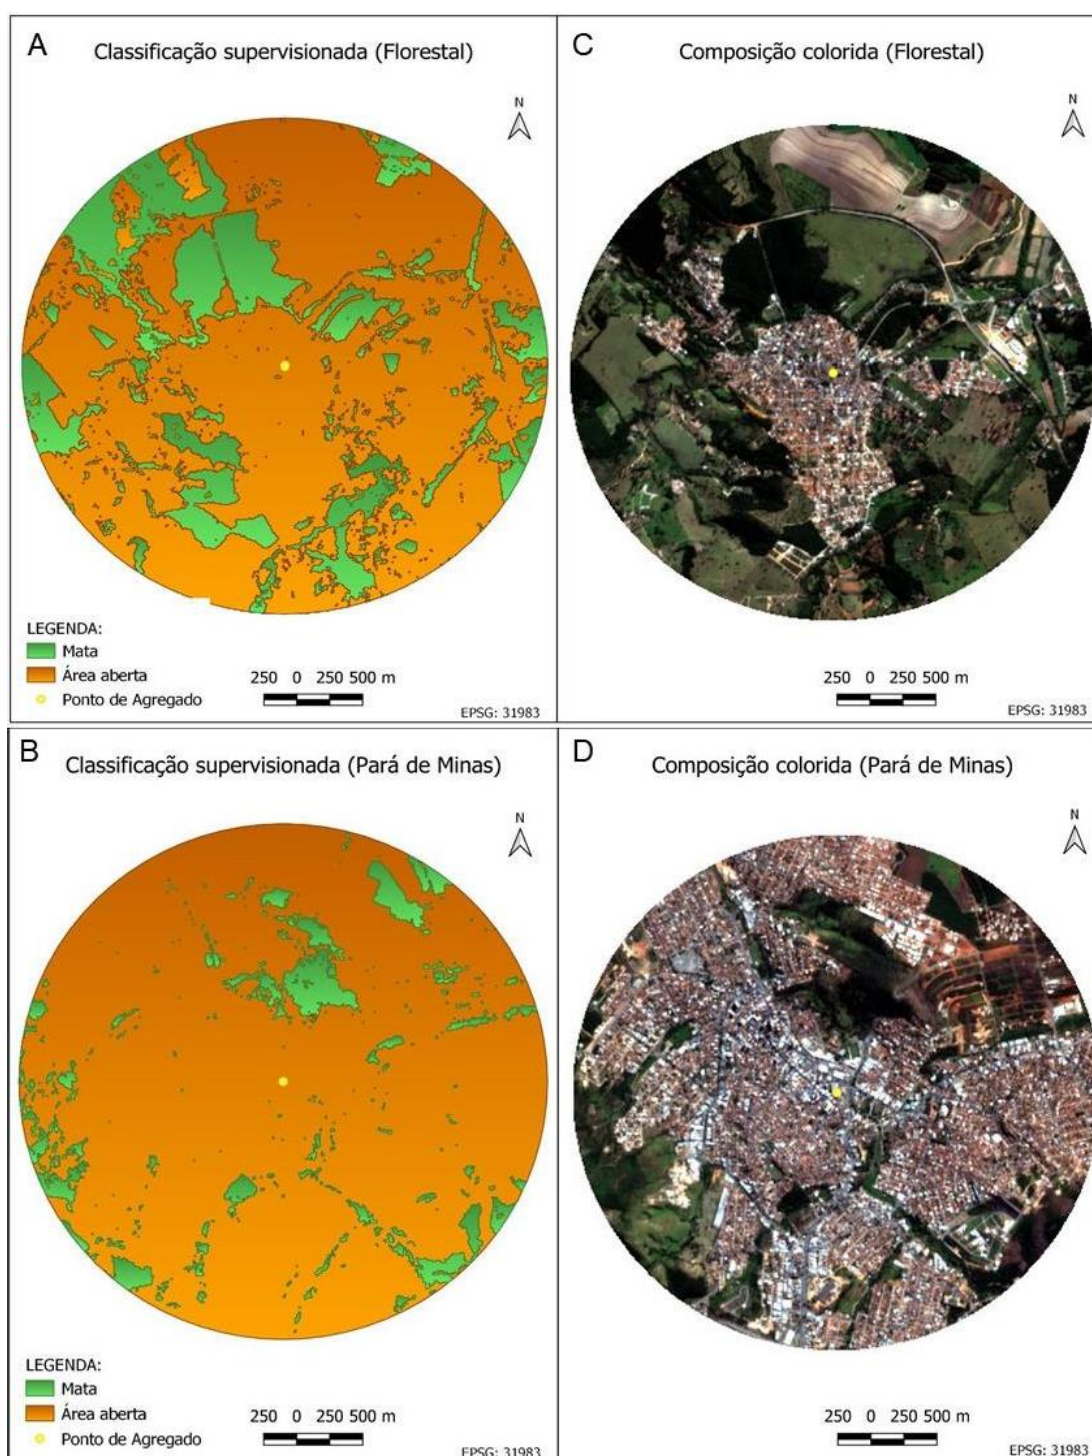 A
Classificação supervisionada (Florestal)
N
LEGENDA:
Mata
Área aberta
Ponto de Agregado
250 0 250 500 m
EPSG: 31983
C
Composição colorida (Florestal)
N
250 0 250 500 m
EPSG: 31983
B
Classificação supervisionada (Pará de Minas)
N
LEGENDA:
Mata
Área aberta
Ponto de Agregado
250 0 250 500 m
EPSG: 31983
D
Composição colorida (Pará de Minas)
N
250 0 250 500 m
EPSG: 31983